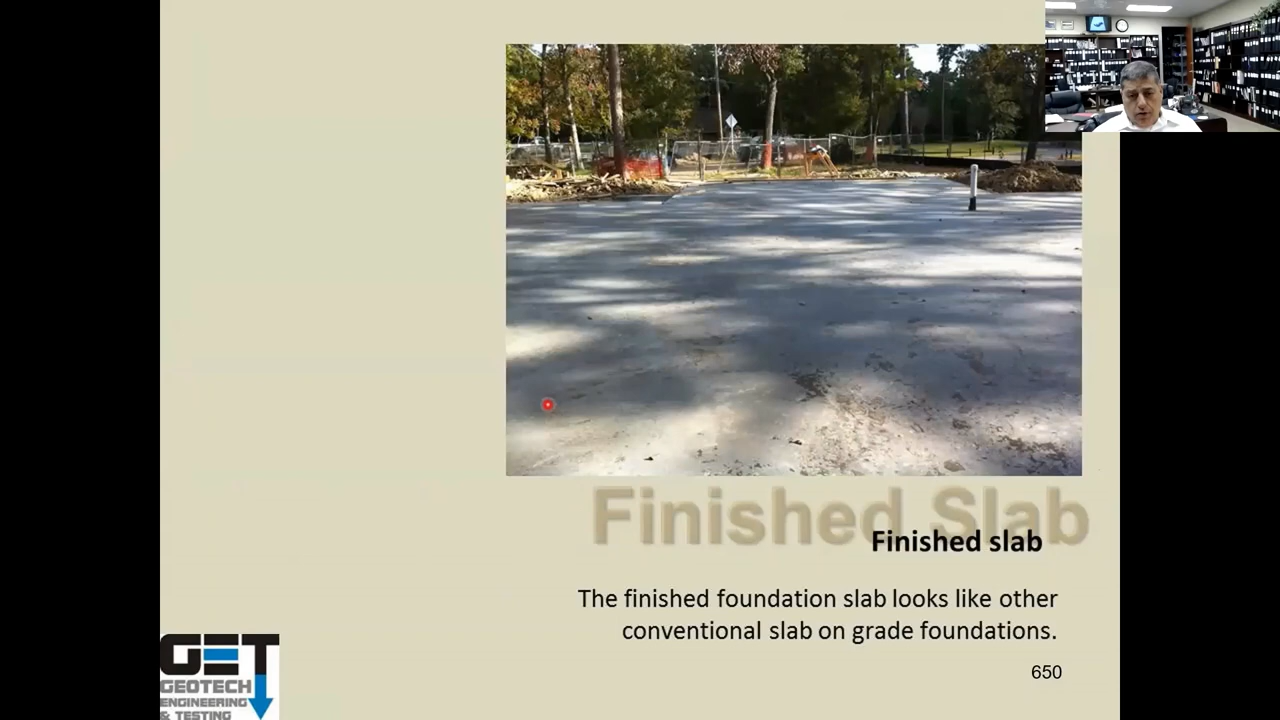 Finished Slab
Finished slab
The finished foundation slab looks like other
conventional slab on grade foundations.
650
GET
GEOTECH
ENGINEERING
& TESTING